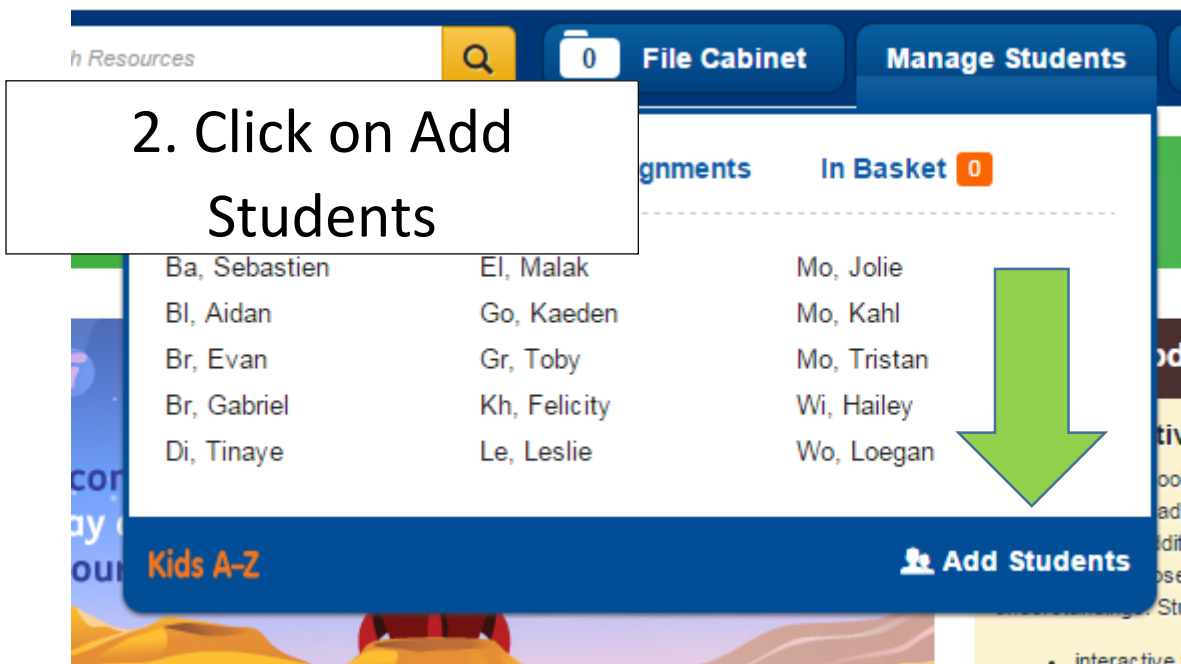 h Resources
0 File Cabinet Manage Students
2. Click on Add
Students
gnments In Basket 0
Ba, Sebastien El, Malak Mo, Jolie
Bl, Aidan Go, Kaeden Mo, Kahl
Br, Evan Gr, Toby Mo, Tristan
Br, Gabriel Kh, Felicity Wi, Hailey
Di, Tinaye Le, Leslie Wo, Loegan
Kids A-Z Add Students
interactive